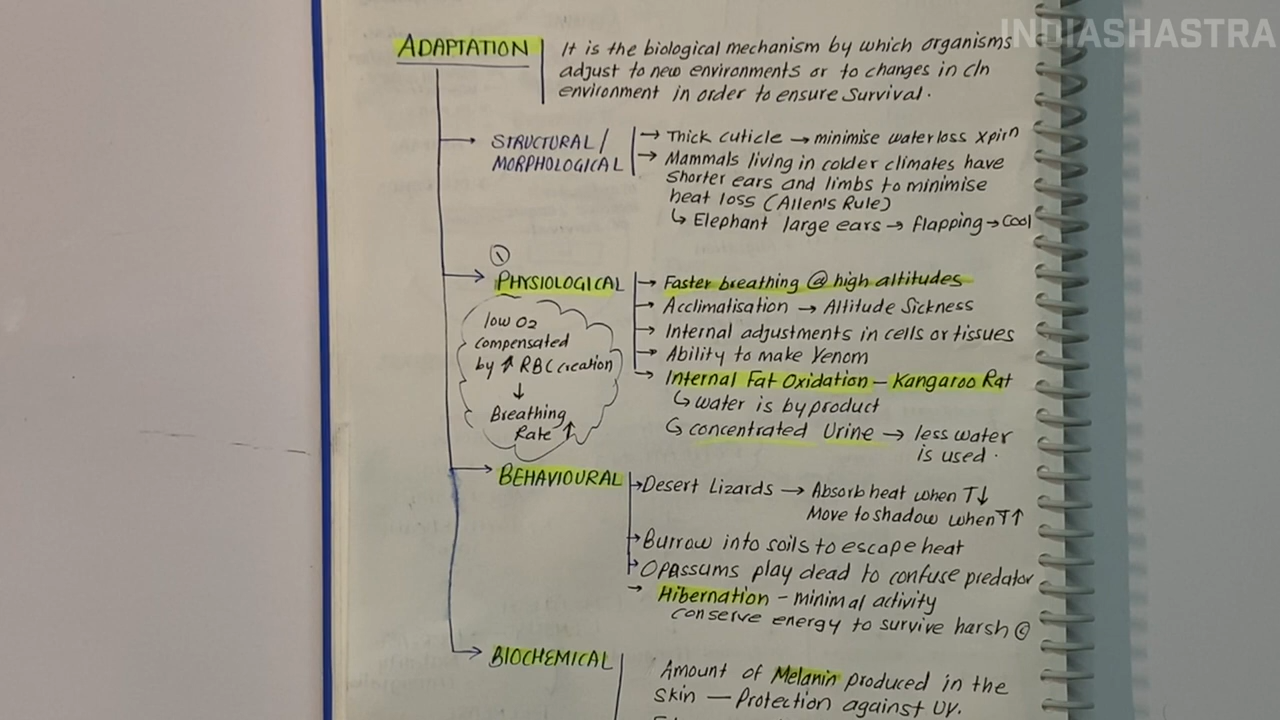 INDIASHASTRA
ADAPTATION
It is the biological mechanism by which organisms
adjust to new environments or to changes in c/n
environment in order to ensure survival.
STRUCTURAL /
MORPHOLOGICAL
→ Thick cuticle → minimise water loss xpirn
→ Mammals living in colder climates have
shorter ears and limbs to minimise
heat loss (Allen's Rule)
↳ Elephant large ears → flapping → Cool
①
PHYSIOLOGICAL
→ Faster breathing @ high altitudes
→ Acclimalisation → Altitude Sickness
→ Internal adjustments in cells or tissues
→ Ability to make Venom
→ Internal Fat Oxidation – Kangaroo Rat
↳ water is by product
↳ concentrated Urine → less water
is used.
low O2
compensated
by ↑ RBC creation
↓
Breathing
Rate ↑
BEHAVIOURAL
→ Desert Lizards → Absorb heat when T↓
Move to shadow when T↑
→ Burrow into soils to escape heat
→ Opassums play dead to confuse predator
→ Hibernation – minimal activity
conserve energy to survive harsh ©
BIOCHEMICAL
Amount of Melanin produced in the
skin — Protection against UV.